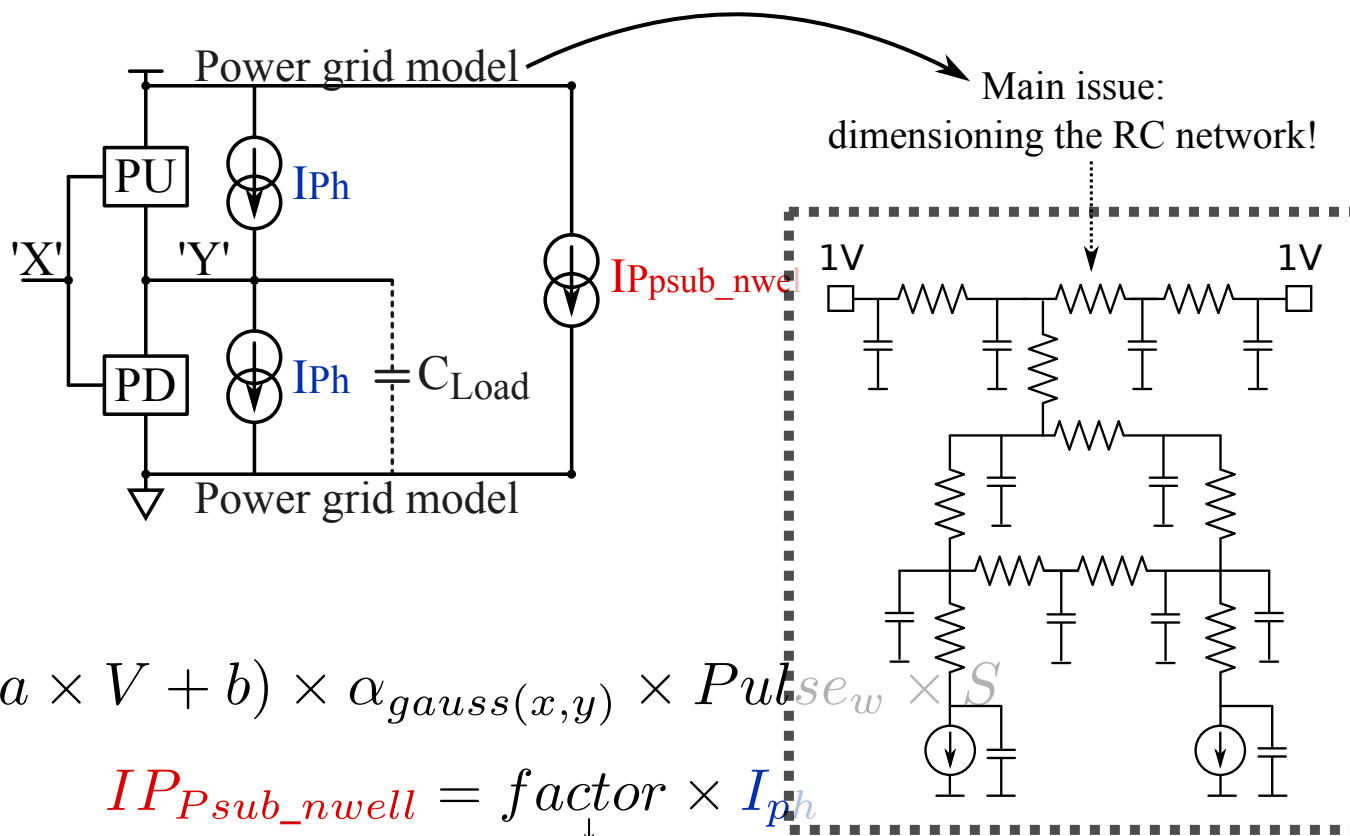 Power grid model
Main issue:
dimensioning the RC network!
PU
IPh
'X'
'Y'
IPpsub_nwel
1V
1V
PD
IPh
CLoad
Power grid model
a × V + b) × αgauss(x,y) × Pulsew × S
IPPsub_nwell = factor × Iph